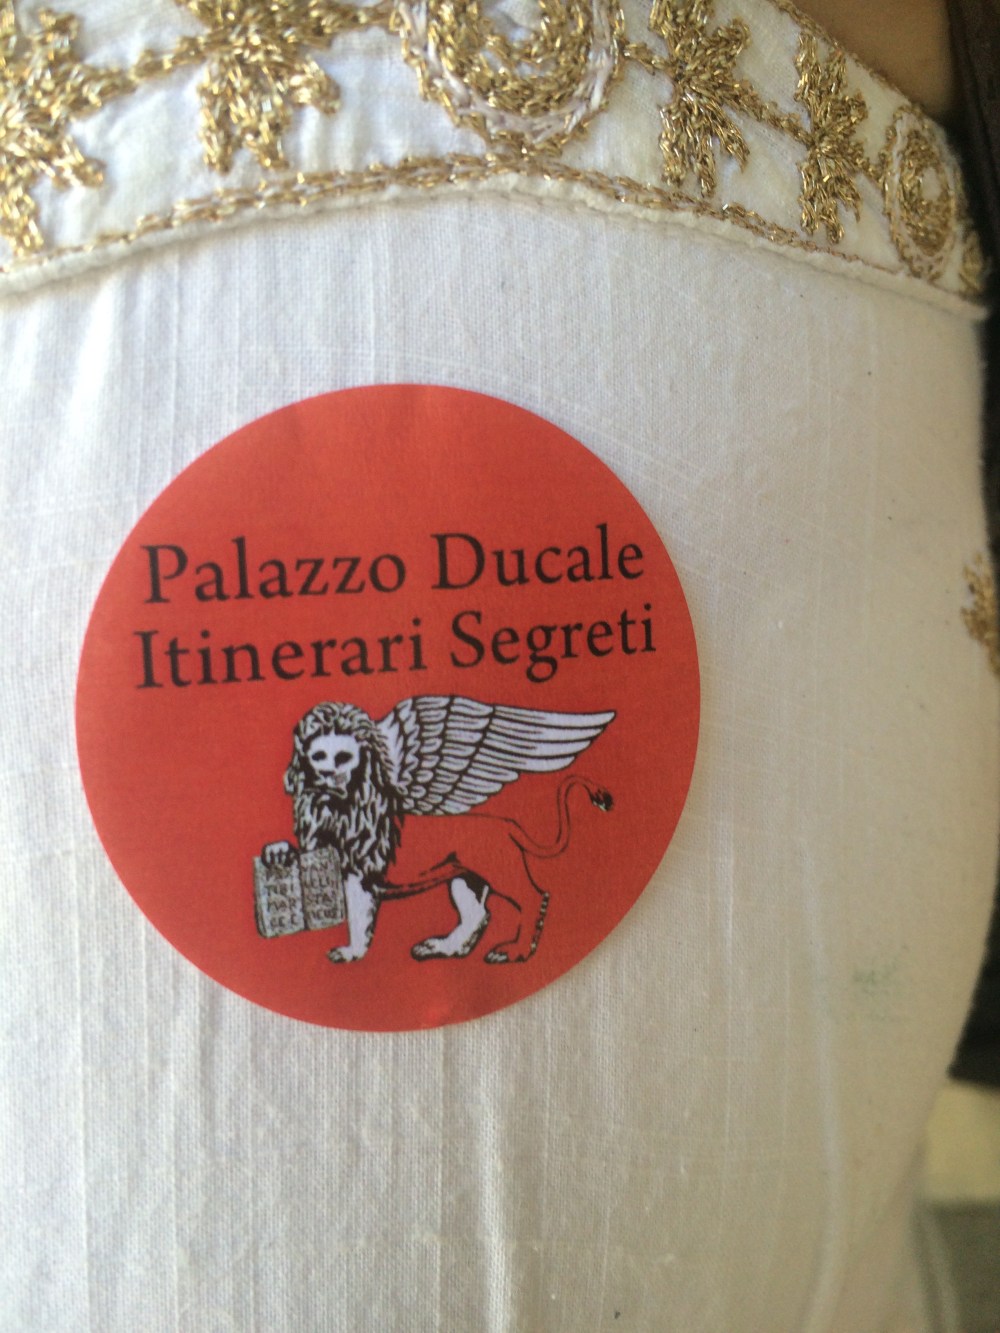 Palazzo Ducale
Itinerari Segreti